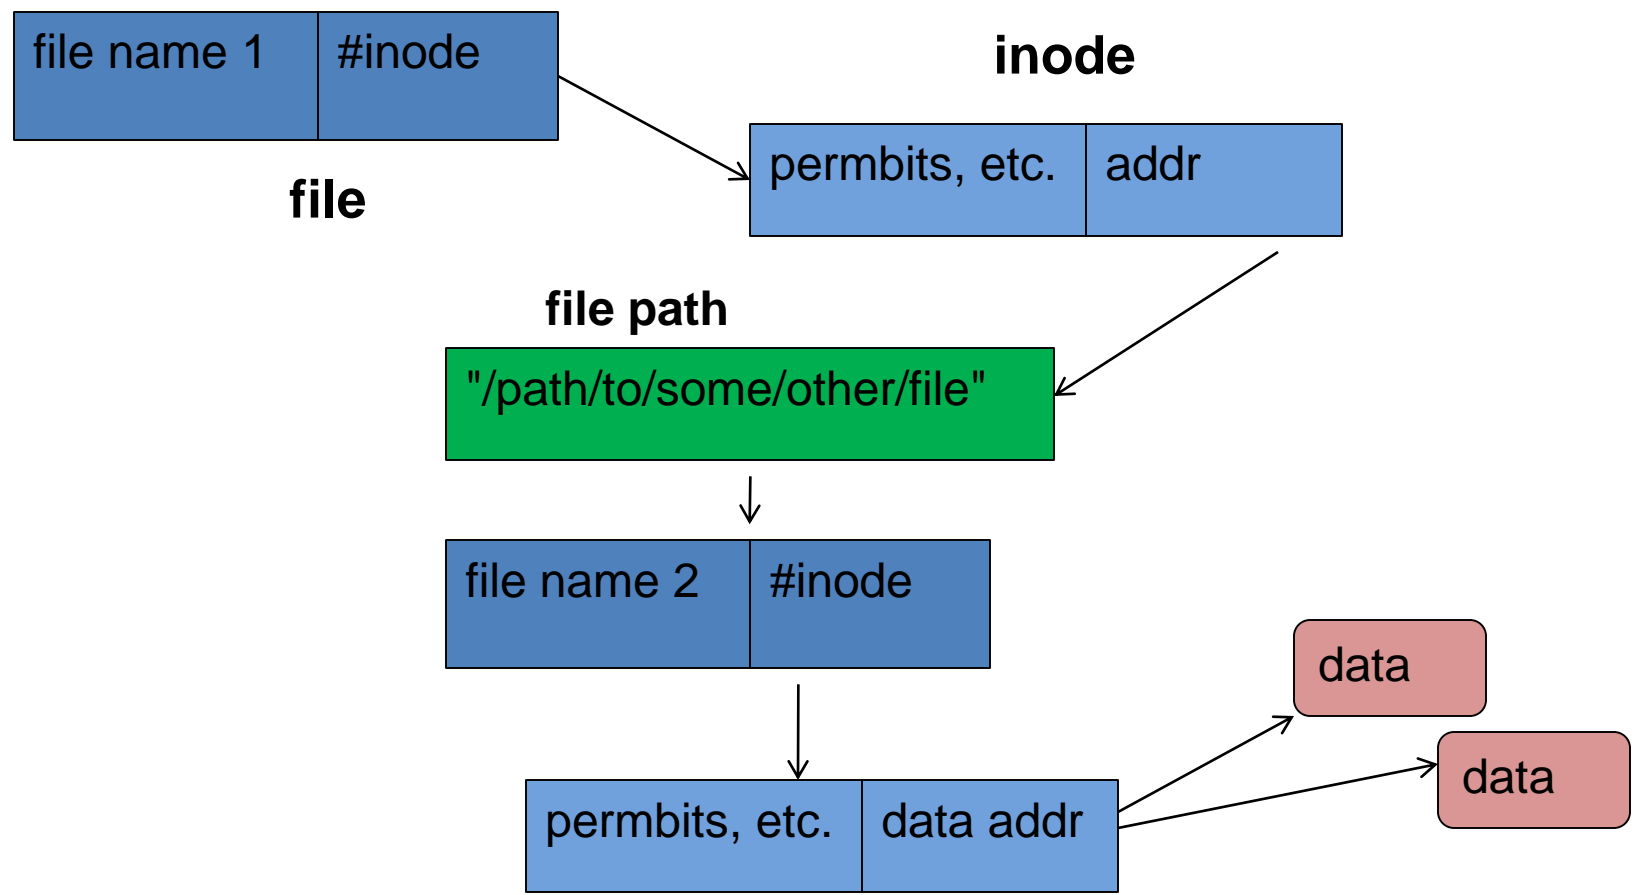 file name 1
#inode
inode
permbits, etc.
addr
file
file path
"/path/to/some/other/file"
file name 2
#inode
data
data
permbits, etc.
data addr